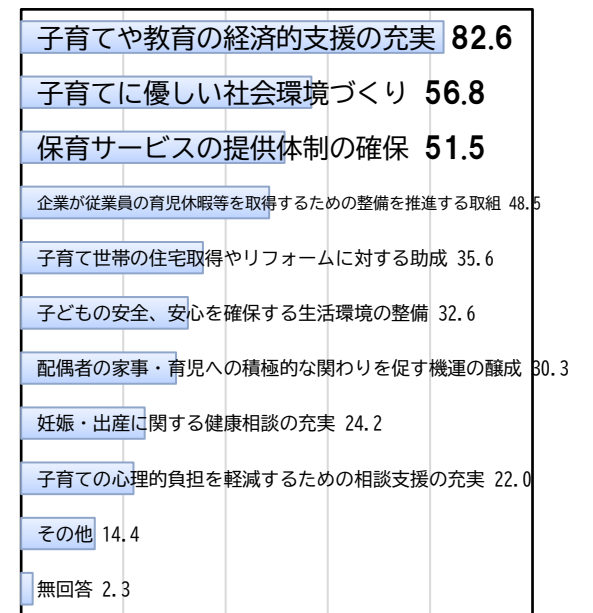 子育てや教育の経済的支援の充実 82.6
子育てに優しい社会環境づくり 56.8
保育サービスの提供体制の確保 51.5
企業が従業員の育児休暇等を取得するための整備を推進する取組 48.5
子育て世帯の住宅取得やリフォームに対する助成 35.6
子どもの安全、安心を確保する生活環境の整備 32.6
配偶者の家事・育児への積極的な関わりを促す機運の醸成 30.3
妊娠・出産に関する健康相談の充実 24.2
子育ての心理的負担を軽減するための相談支援の充実 22.0
その他 14.4
無回答 2.3